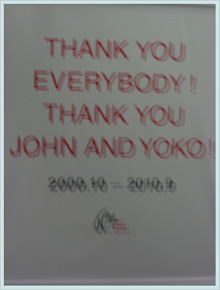 THANK YOU
EVERYBODY!
THANK YOU
JOHN AND YOKO!
2000.10 – 2010.9